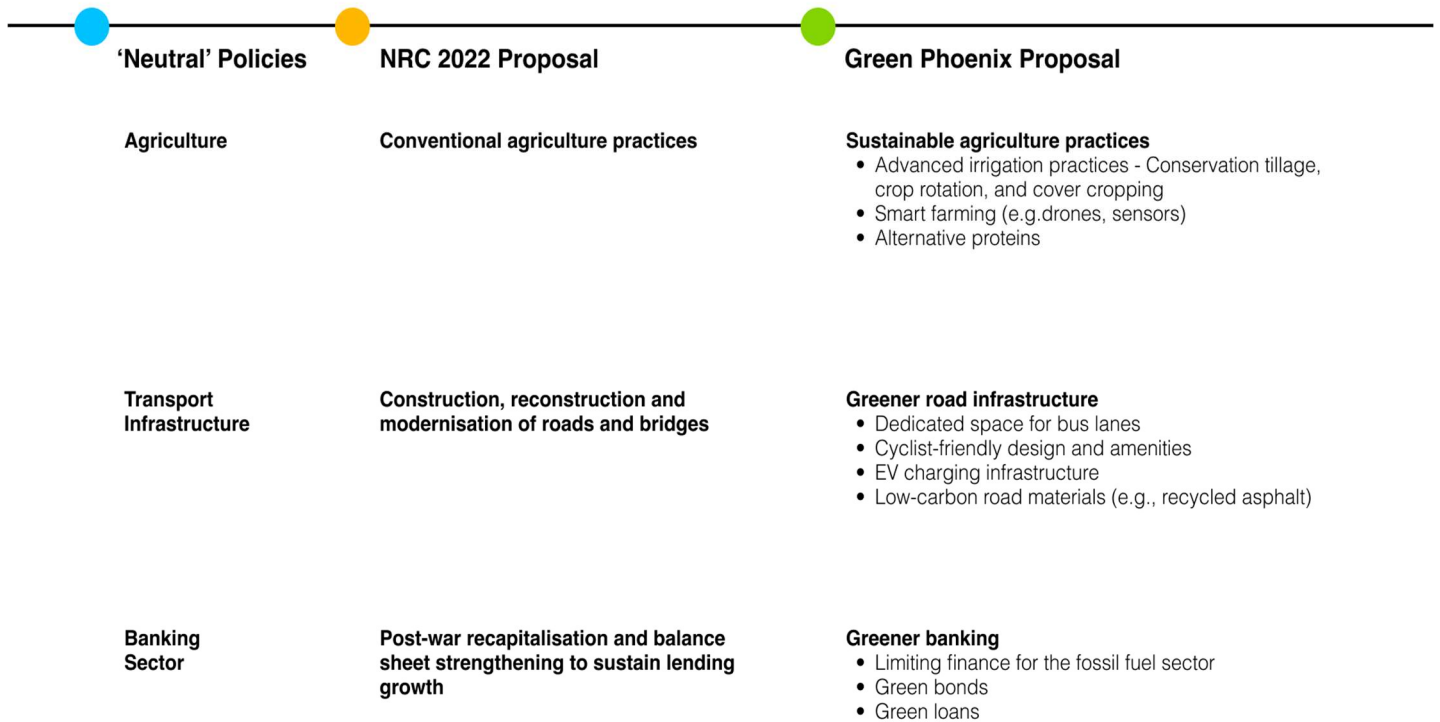 ‘Neutral’ Policies
NRC 2022 Proposal
Green Phoenix Proposal
Agriculture
Conventional agriculture practices
Sustainable agriculture practices
• Advanced irrigation practices - Conservation tillage,
crop rotation, and cover cropping
• Smart farming (e.g.drones, sensors)
• Alternative proteins
Transport
Infrastructure
Construction, reconstruction and
modernisation of roads and bridges
Greener road infrastructure
• Dedicated space for bus lanes
• Cyclist-friendly design and amenities
• EV charging infrastructure
• Low-carbon road materials (e.g., recycled asphalt)
Banking
Sector
Post-war recapitalisation and balance
sheet strengthening to sustain lending
growth
Greener banking
• Limiting finance for the fossil fuel sector
• Green bonds
• Green loans